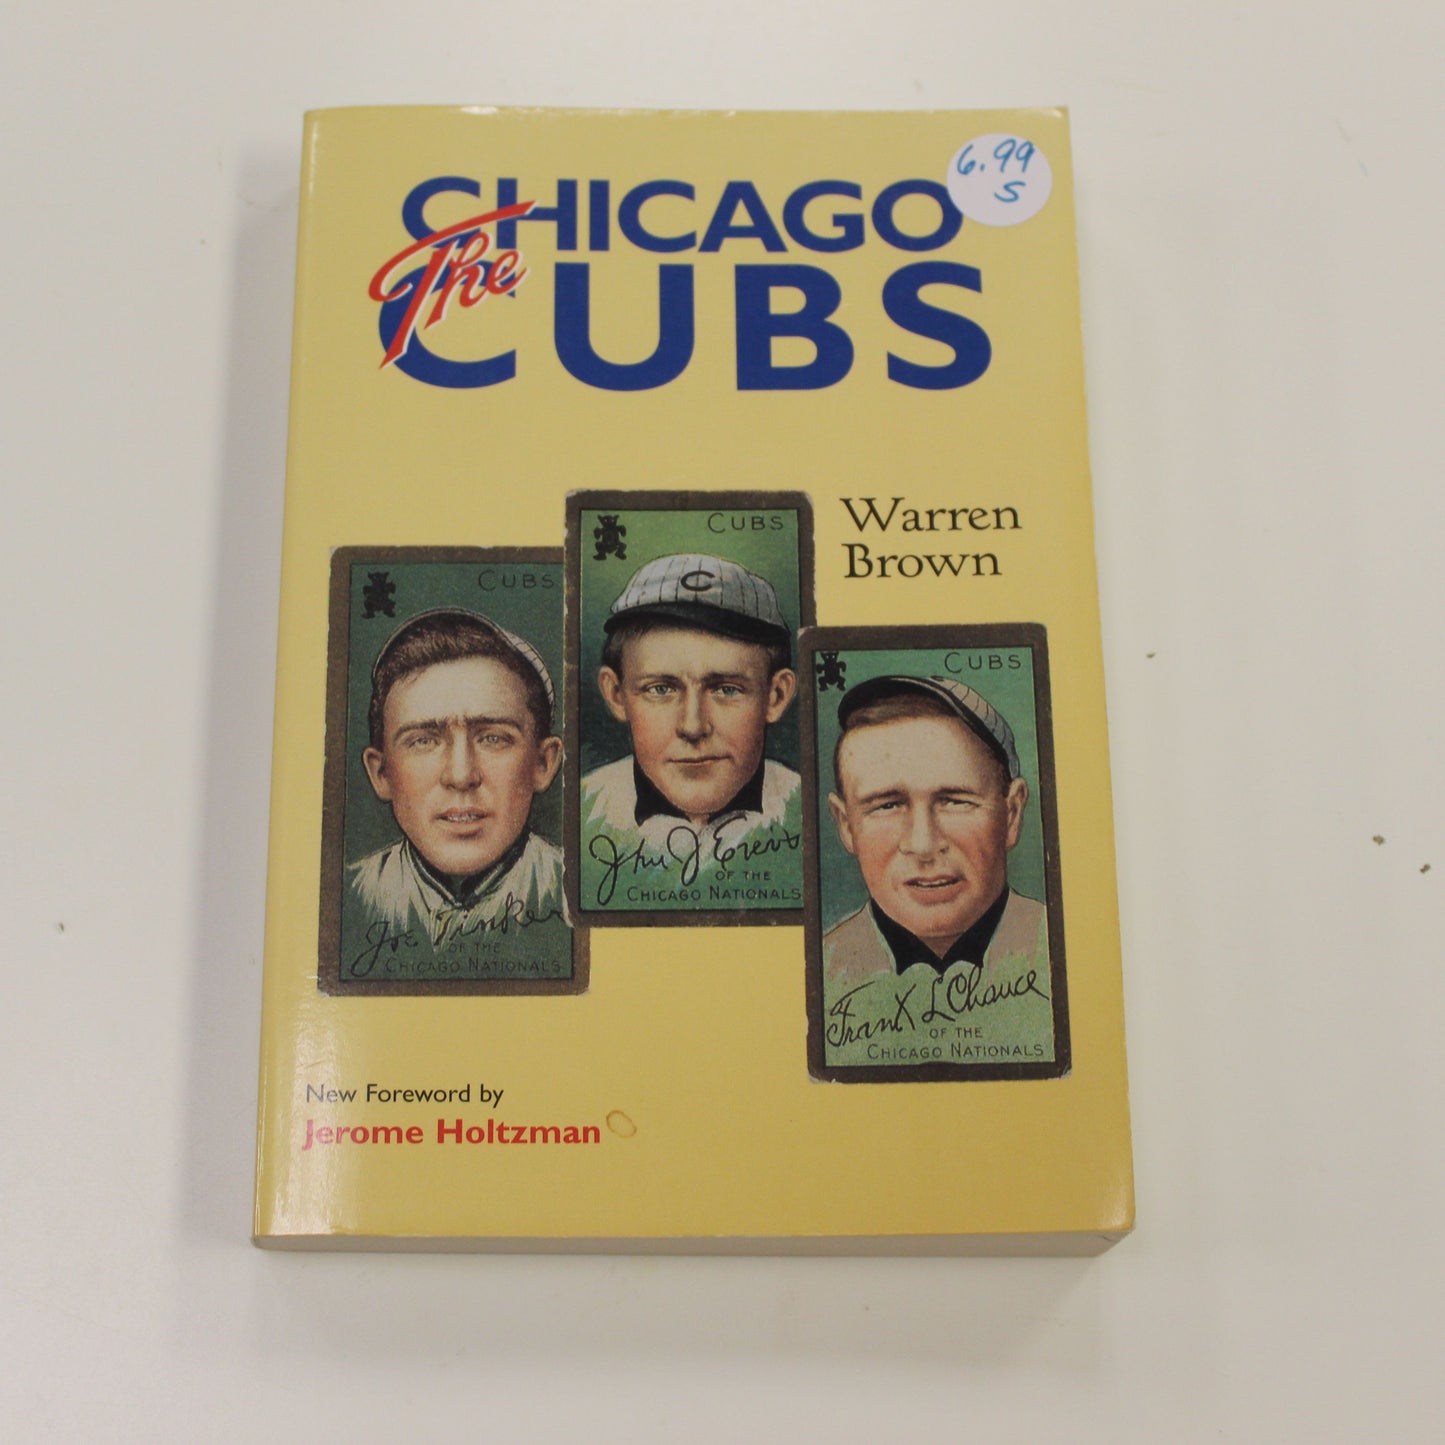 6.99
S
CHICAGO
The
CUBS
Warren
Brown
CUBS
Joe Tinker
OF THE
CHICAGO NATIONALS
CUBS
C
John J Evers
OF THE
CHICAGO NATIONALS
CUBS
Frank L Chance
OF THE
CHICAGO NATIONALS
New Foreword by
Jerome Holtzman